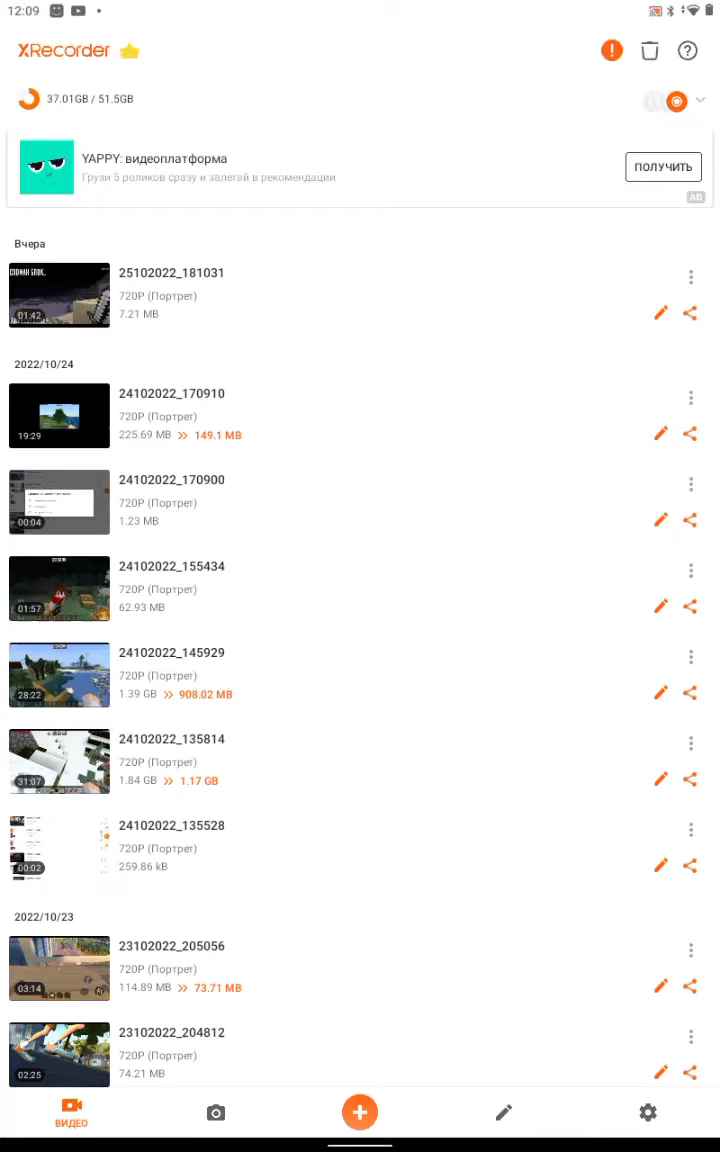 12:09
XRecorder
37.01GB / 51.5GB
YAPPY: видеоплатформа
Грузи 5 роликов сразу и залетай в рекомендации
ПОЛУЧИТЬ
AD
Вчера
25102022_181031
720P (Портрет)
7.21 MB
01:42
2022/10/24
24102022_170910
720P (Портрет)
225.69 MB >> 149.1 MB
19:29
24102022_170900
720P (Портрет)
1.23 MB
00:04
24102022_155434
720P (Портрет)
62.93 MB
01:57
24102022_145929
720P (Портрет)
1.39 GB >> 908.02 MB
28:22
24102022_135814
720P (Портрет)
1.84 GB >> 1.17 GB
31:07
24102022_135528
720P (Портрет)
259.86 kB
00:02
2022/10/23
23102022_205056
720P (Портрет)
114.89 MB >> 73.71 MB
03:14
23102022_204812
720P (Портрет)
74.21 MB
02:25
ВИДЕО